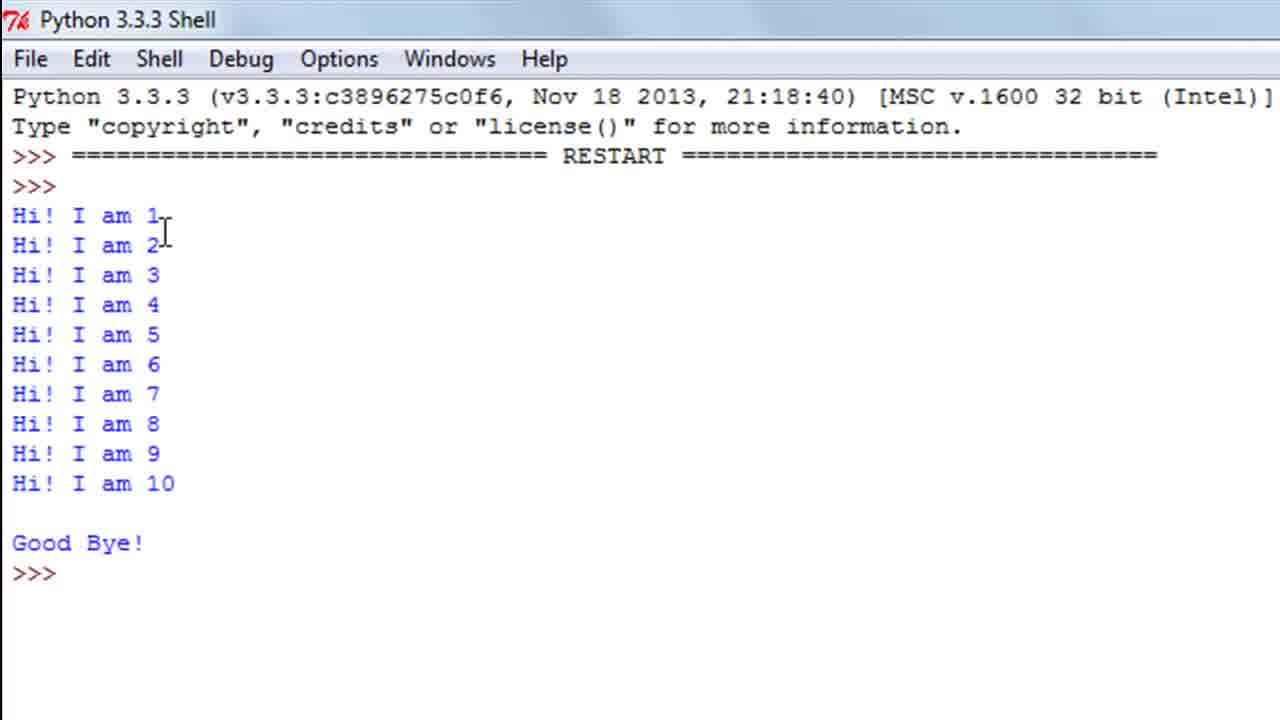 Python 3.3.3 Shell
File Edit Shell Debug Options Windows Help
Python 3.3.3 (v3.3.3:c3896275c0f6, Nov 18 2013, 21:18:40) [MSC v.1600 32 bit (Intel)]
Type "copyright", "credits" or "license()" for more information.
>>> ================================ RESTART ================================
>>>
Hi! I am 1
Hi! I am 2
Hi! I am 3
Hi! I am 4
Hi! I am 5
Hi! I am 6
Hi! I am 7
Hi! I am 8
Hi! I am 9
Hi! I am 10
Good Bye!
>>>